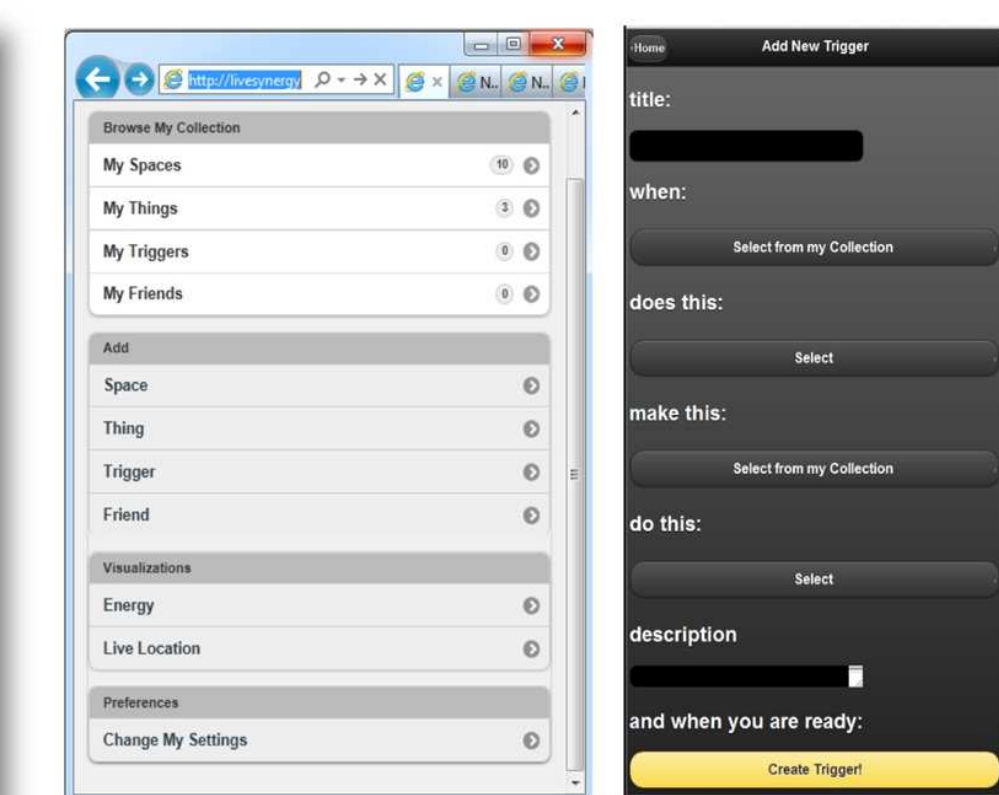 http://livesynergy
N..
N..
Browse My Collection
My Spaces 10
My Things 3
My Triggers 0
My Friends 0
Add
Space
Thing
Trigger
Friend
Visualizations
Energy
Live Location
Preferences
Change My Settings
Home
Add New Trigger
title:
when:
Select from my Collection
does this:
Select
make this:
Select from my Collection
do this:
Select
description
and when you are ready:
Create Trigger!